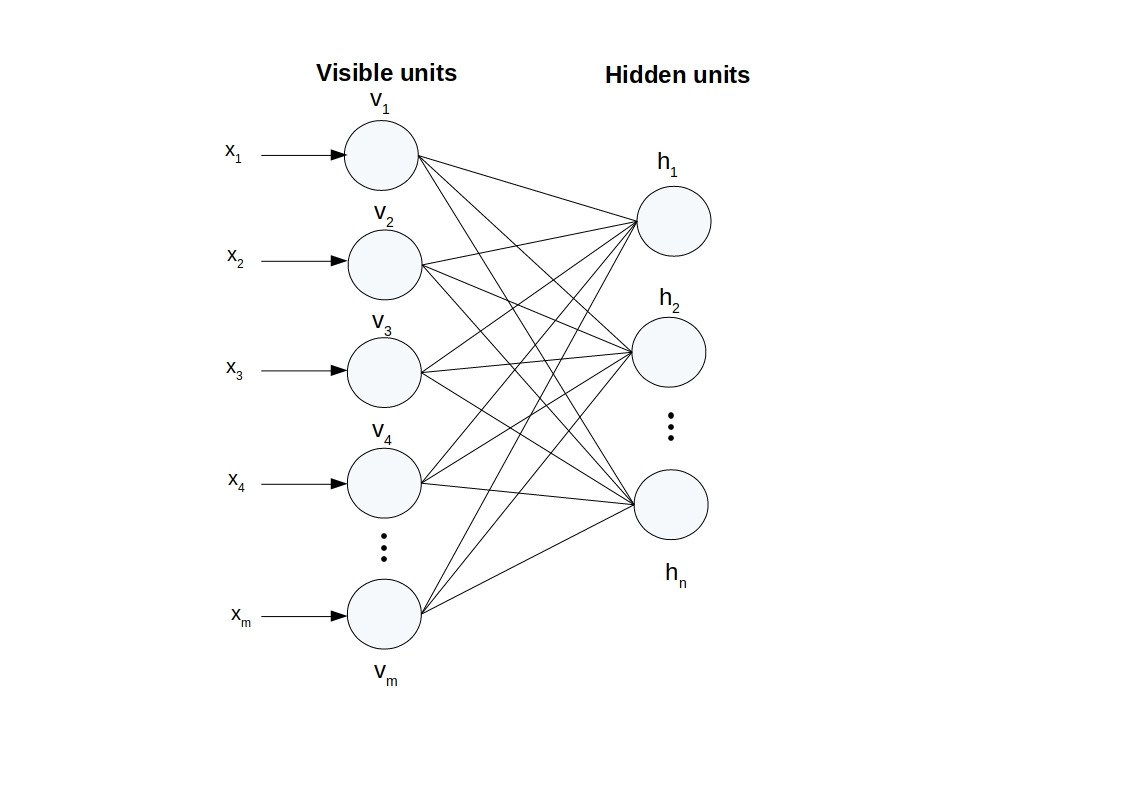 Visible units
Hidden units
v1
x1
h1
v2
x2
h2
v3
x3
v4
x4
hn
xm
vm